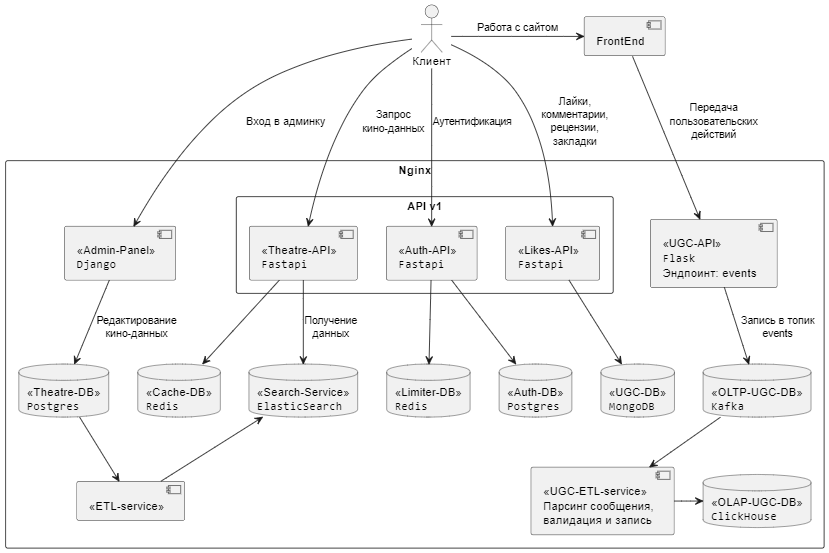 Работа с сайтом
FrontEnd
Клиент
Вход в админку
Запрос
кино-данных
Аутентификация
Лайки,
комментарии,
рецензии,
закладки
Передача
пользовательских
действий
Nginx
API v1
«Admin-Panel»
Django
«Theatre-API»
Fastapi
«Auth-API»
Fastapi
«Likes-API»
Fastapi
«UGC-API»
Flask
Эндпоинт: events
Редактирование
кино-данных
Получение
данных
Запись в топик
events
«Theatre-DB»
Postgres
«Cache-DB»
Redis
«Search-Service»
ElasticSearch
«Limiter-DB»
Redis
«Auth-DB»
Postgres
«UGC-DB»
MongoDB
«OLTP-UGC-DB»
Kafka
«ETL-service»
«UGC-ETL-service»
Парсинг сообщения,
валидация и запись
«OLAP-UGC-DB»
ClickHouse